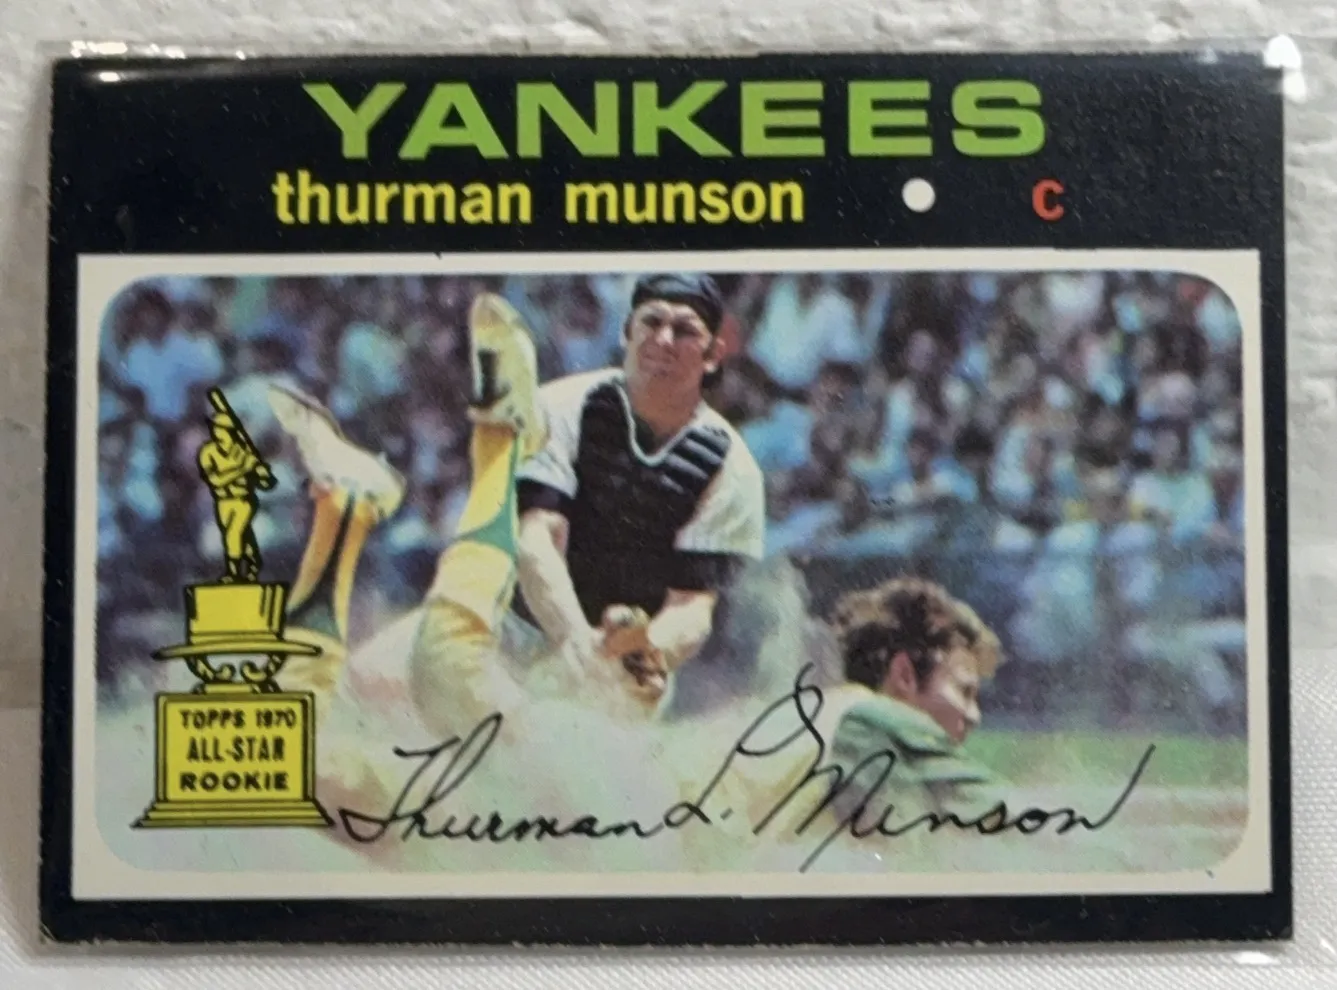 YANKEES
thurman munson • c
TOPPS 1970
ALL-STAR
ROOKIE
Thurman L. Munson